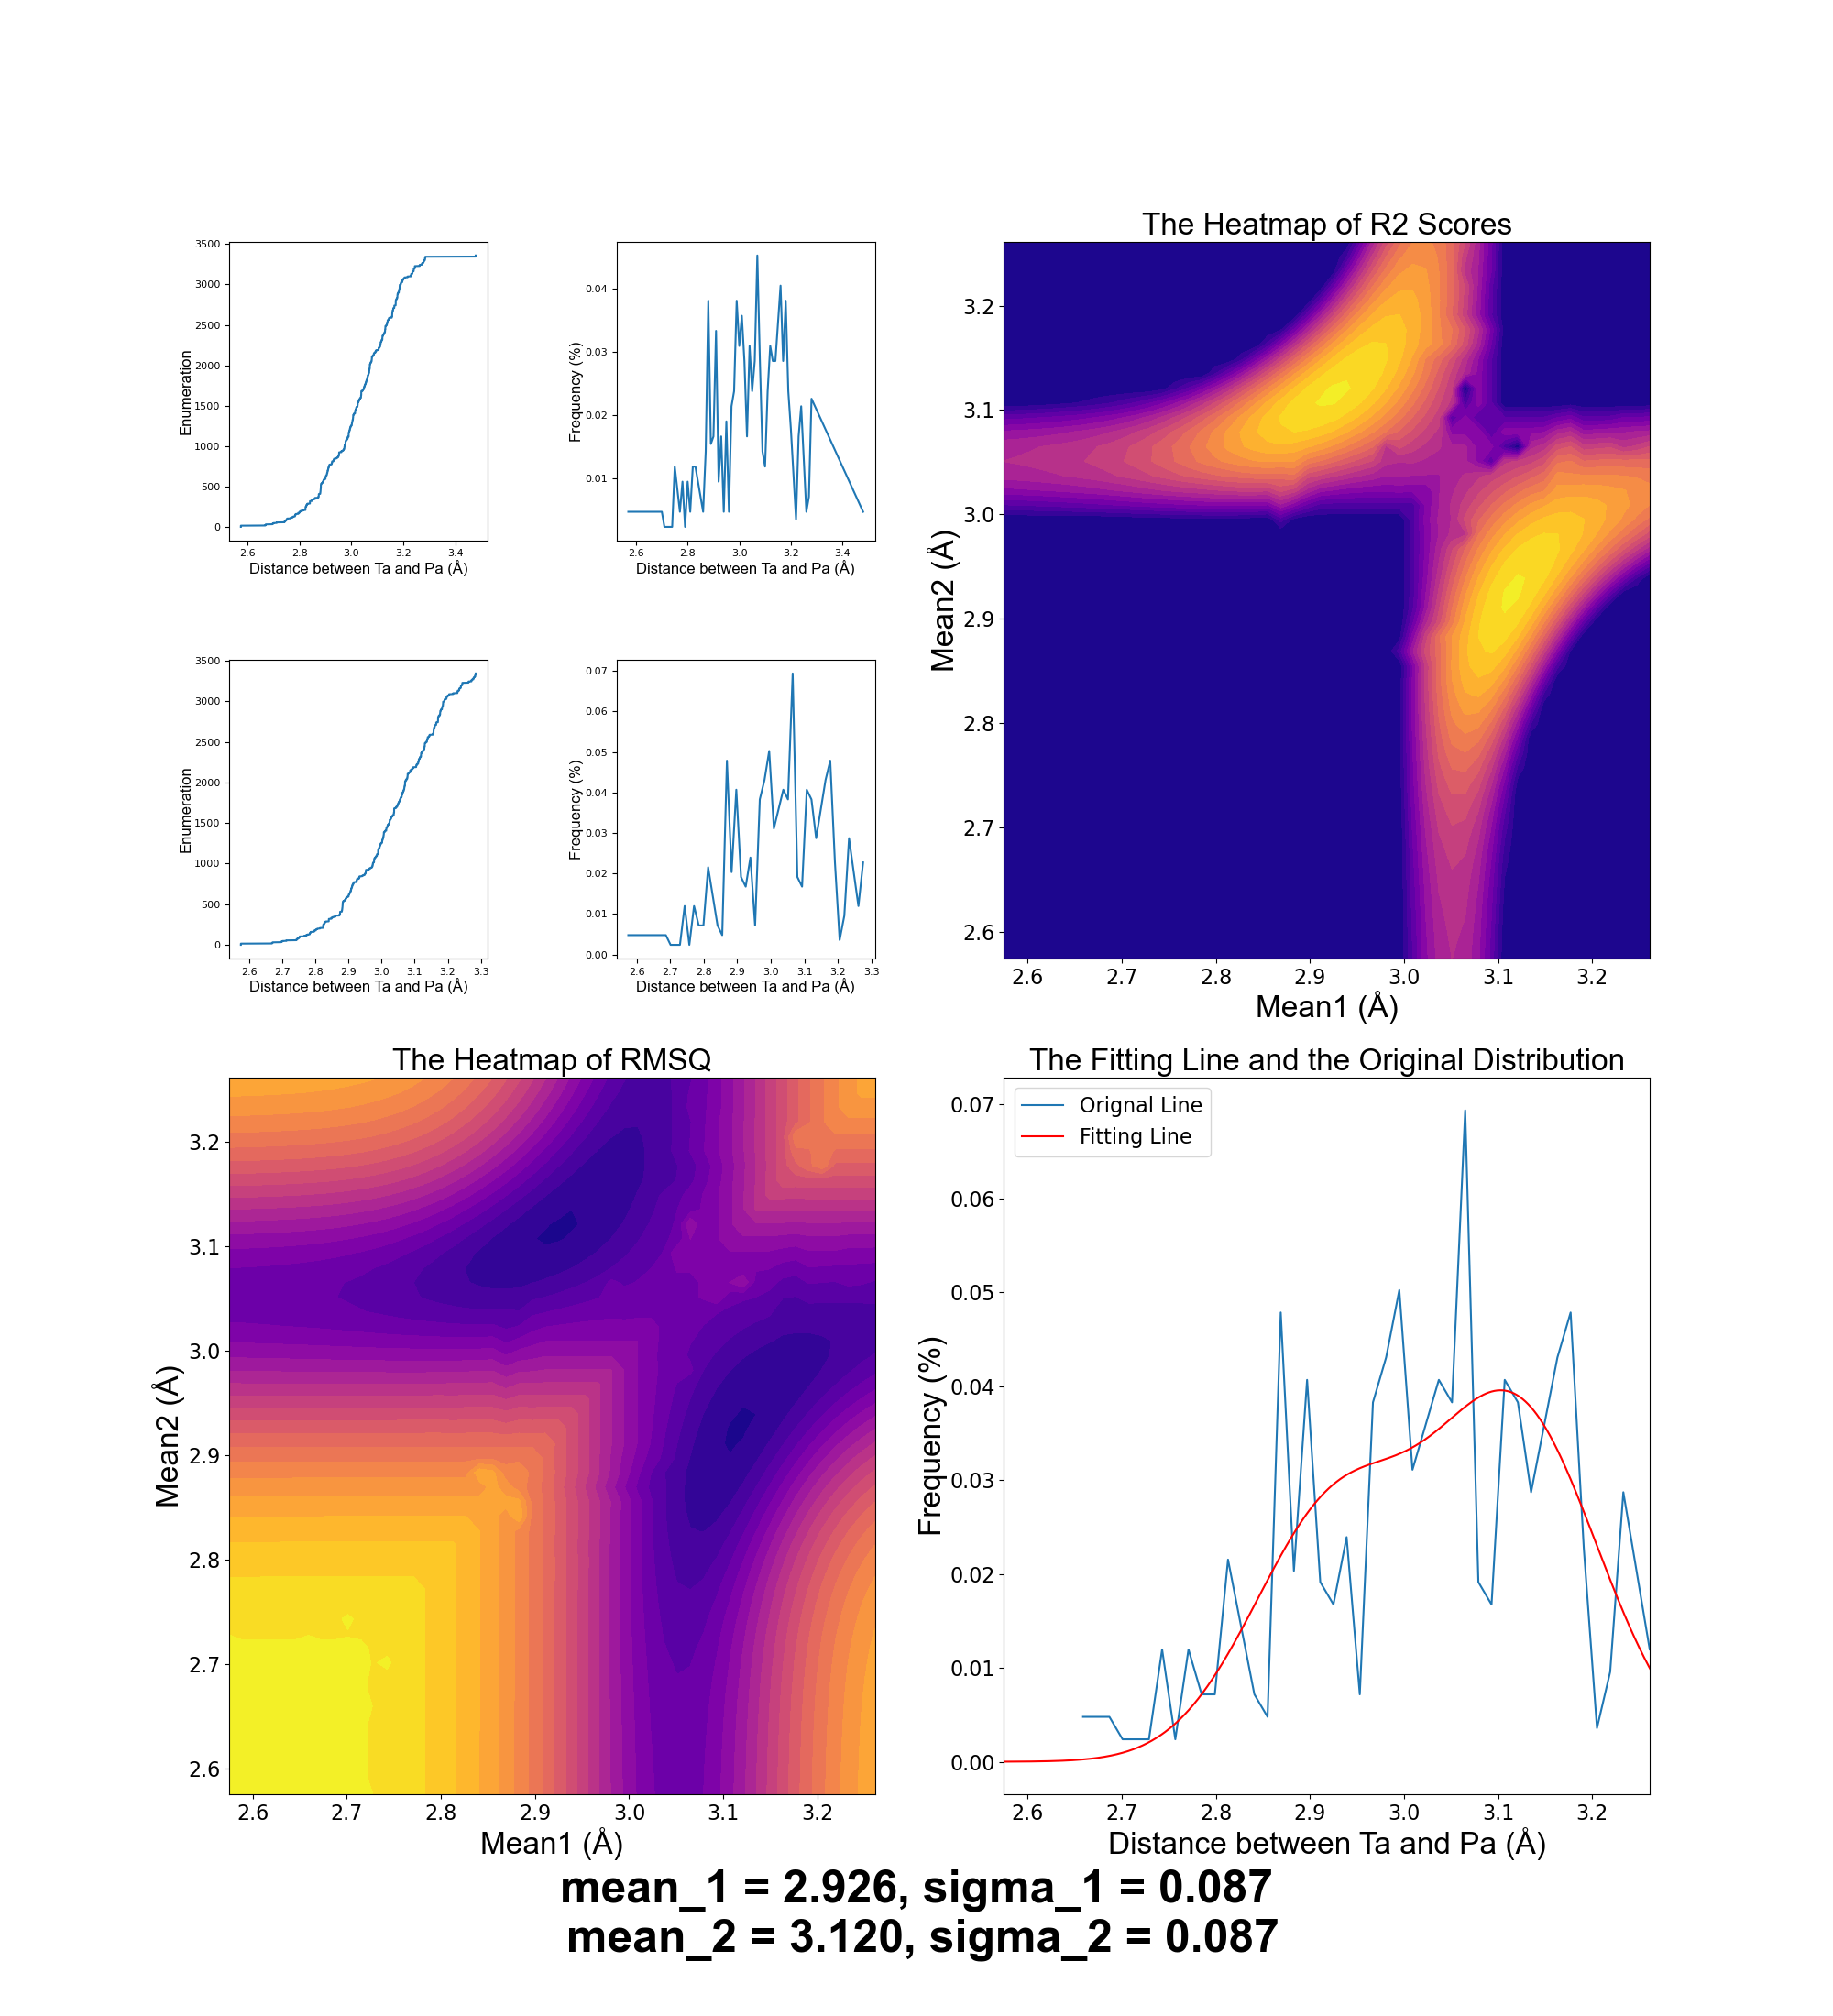 3500
3000
2500
2000
1500
1000
500
0
Enumeration
2.6 2.8 3.0 3.2 3.4
Distance between Ta and Pa (Å)
0.04
0.03
0.02
0.01
Frequency (%)
2.6 2.8 3.0 3.2 3.4
Distance between Ta and Pa (Å)
The Heatmap of R2 Scores
3.2
3.1
3.0
2.9
2.8
2.7
2.6
Mean2 (Å)
2.6 2.7 2.8 2.9 3.0 3.1 3.2
Mean1 (Å)
3500
3000
2500
2000
1500
1000
500
0
Enumeration
2.6 2.7 2.8 2.9 3.0 3.1 3.2 3.3
Distance between Ta and Pa (Å)
0.07
0.06
0.05
0.04
0.03
0.02
0.01
0.00
Frequency (%)
2.6 2.7 2.8 2.9 3.0 3.1 3.2 3.3
Distance between Ta and Pa (Å)
The Heatmap of RMSQ
3.2
3.1
3.0
2.9
2.8
2.7
2.6
Mean2 (Å)
2.6 2.7 2.8 2.9 3.0 3.1 3.2
Mean1 (Å)
The Fitting Line and the Original Distribution
Orignal Line
Fitting Line
0.07
0.06
0.05
0.04
0.03
0.02
0.01
0.00
Frequency (%)
2.6 2.7 2.8 2.9 3.0 3.1 3.2
Distance between Ta and Pa (Å)
mean_1 = 2.926, sigma_1 = 0.087
mean_2 = 3.120, sigma_2 = 0.087